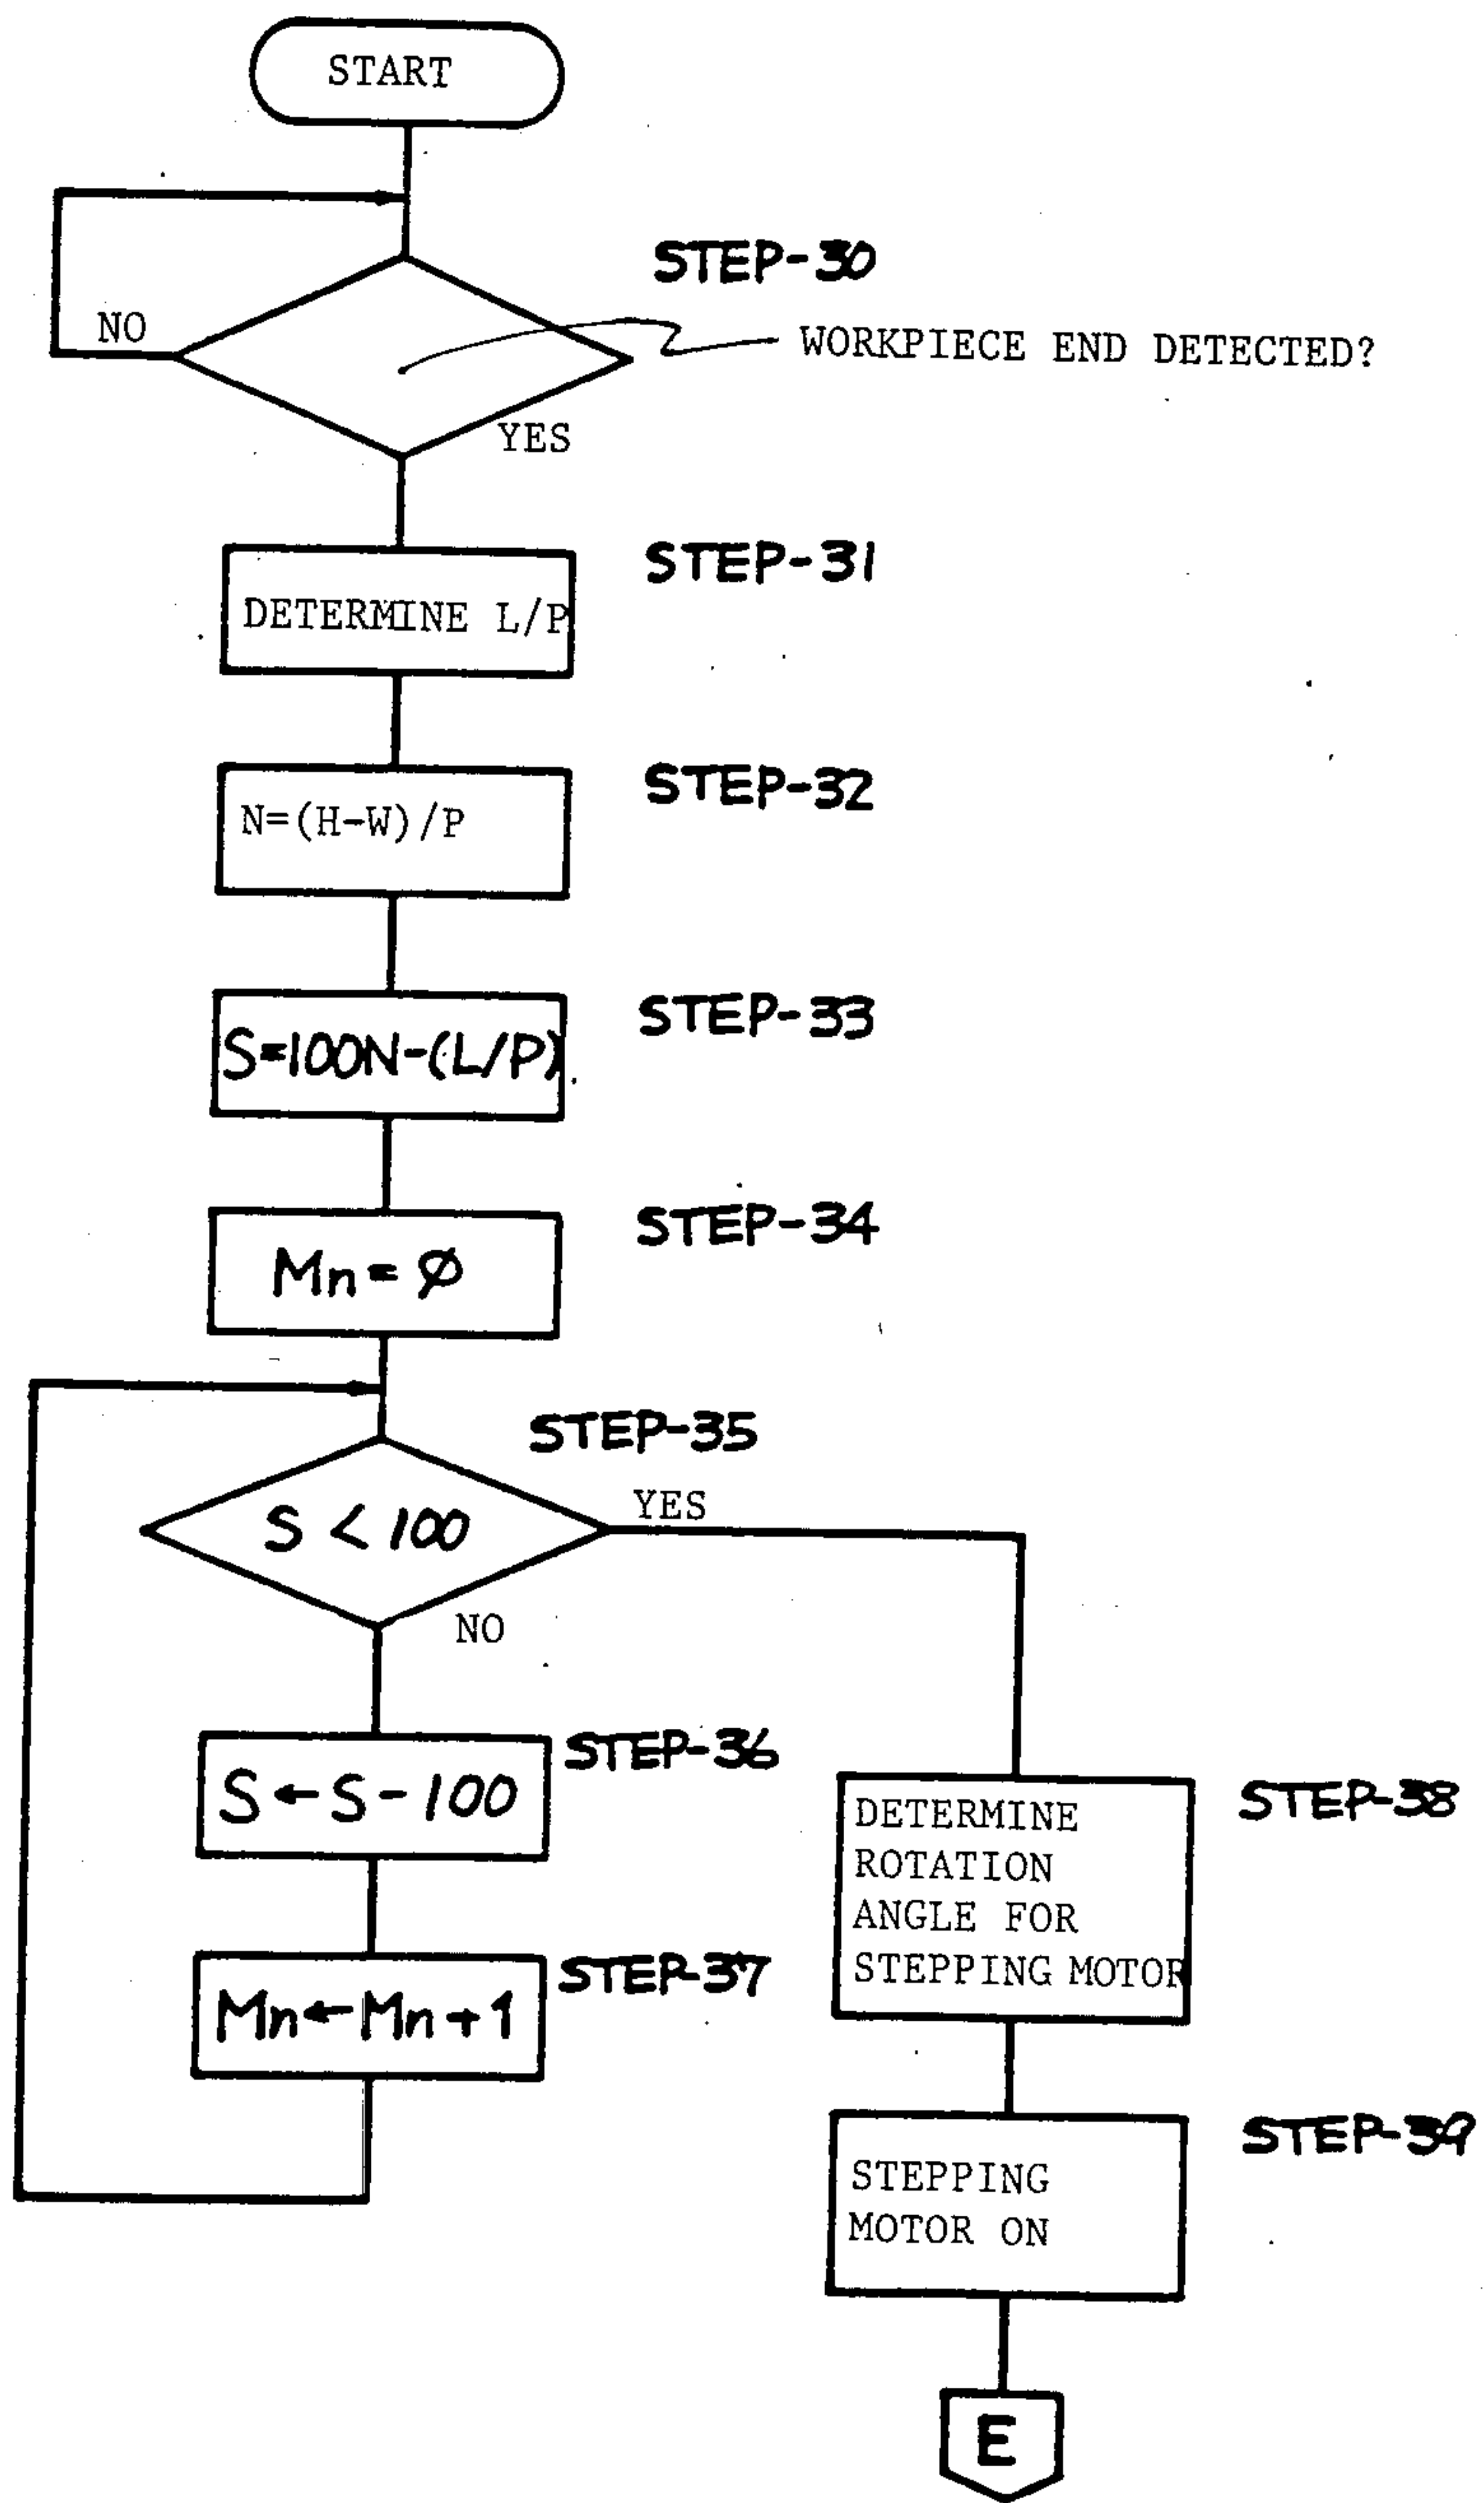 START
STEP-30
NO
WORKPIECE END DETECTED?
YES
STEP-31
DETERMINE L/P
STEP-32
N=(H-W)/P
STEP-33
S=100N-(L/P)
STEP-34
Mn=Ø
STEP-35
S<100
YES
NO
STEP-36
S←S-100
STEP-37
Mn←Mn+1
STEP-38
DETERMINE
ROTATION
ANGLE FOR
STEPPING MOTOR
STEP-39
STEPPING
MOTOR ON
E